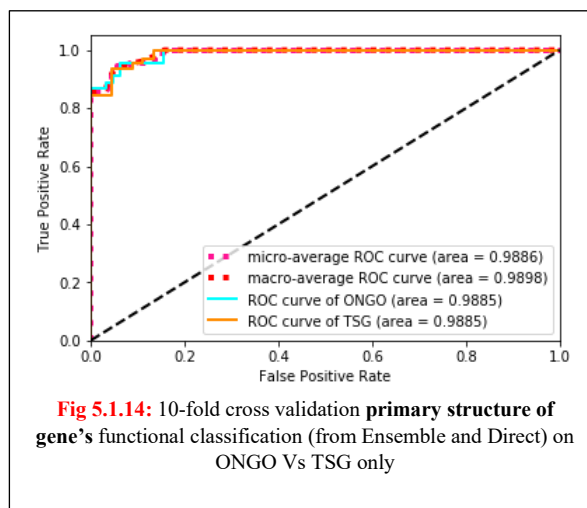 1.0
0.8
0.6
0.4
0.2
0.0
True Positive Rate
micro-average ROC curve (area = 0.9886)
macro-average ROC curve (area = 0.9898)
ROC curve of ONGO (area = 0.9885)
ROC curve of TSG (area = 0.9885)
0.0 0.2 0.4 0.6 0.8 1.0
False Positive Rate
Fig 5.1.14: 10-fold cross validation primary structure of
gene's functional classification (from Ensemble and Direct) on
ONGO Vs TSG only